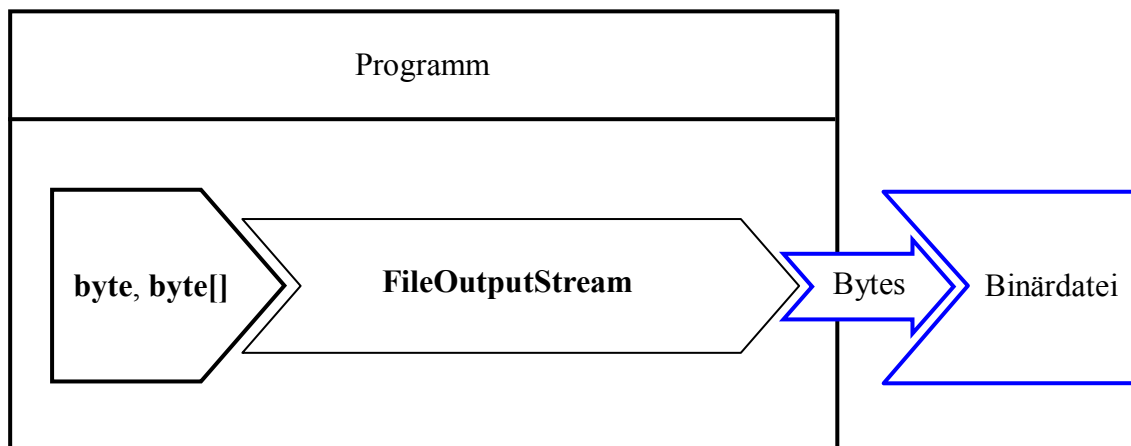 Programm
byte, byte[]
FileOutputStream
Bytes
Binärdatei